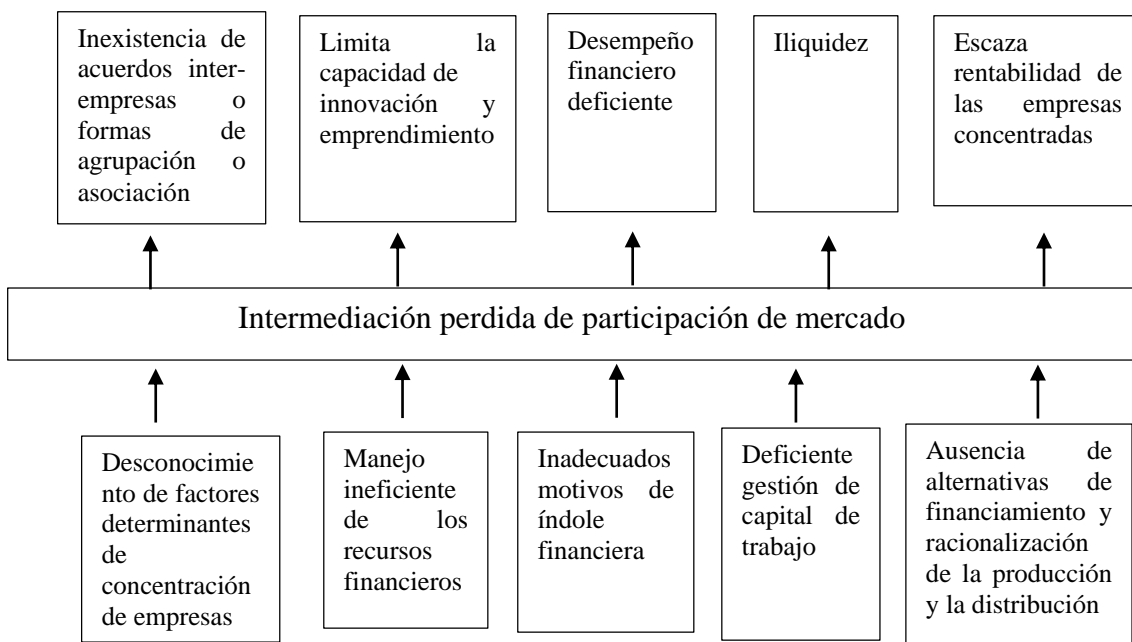 Inexistencia de
acuerdos inter-
empresas o
formas de
agrupación o
asociación
Limita la
capacidad de
innovación y
emprendimiento
Desempeño
financiero
deficiente
Iliquidez
Escaza
rentabilidad de
las empresas
concentradas
Intermediación perdida de participación de mercado
Desconocimie
nto de factores
determinantes
de
concentración
de empresas
Manejo
ineficiente
de los
recursos
financieros
Inadecuados
motivos de
índole
financiera
Deficiente
gestión de
capital de
trabajo
Ausencia de
alternativas de
financiamiento y
racionalización
de la producción
y la distribución